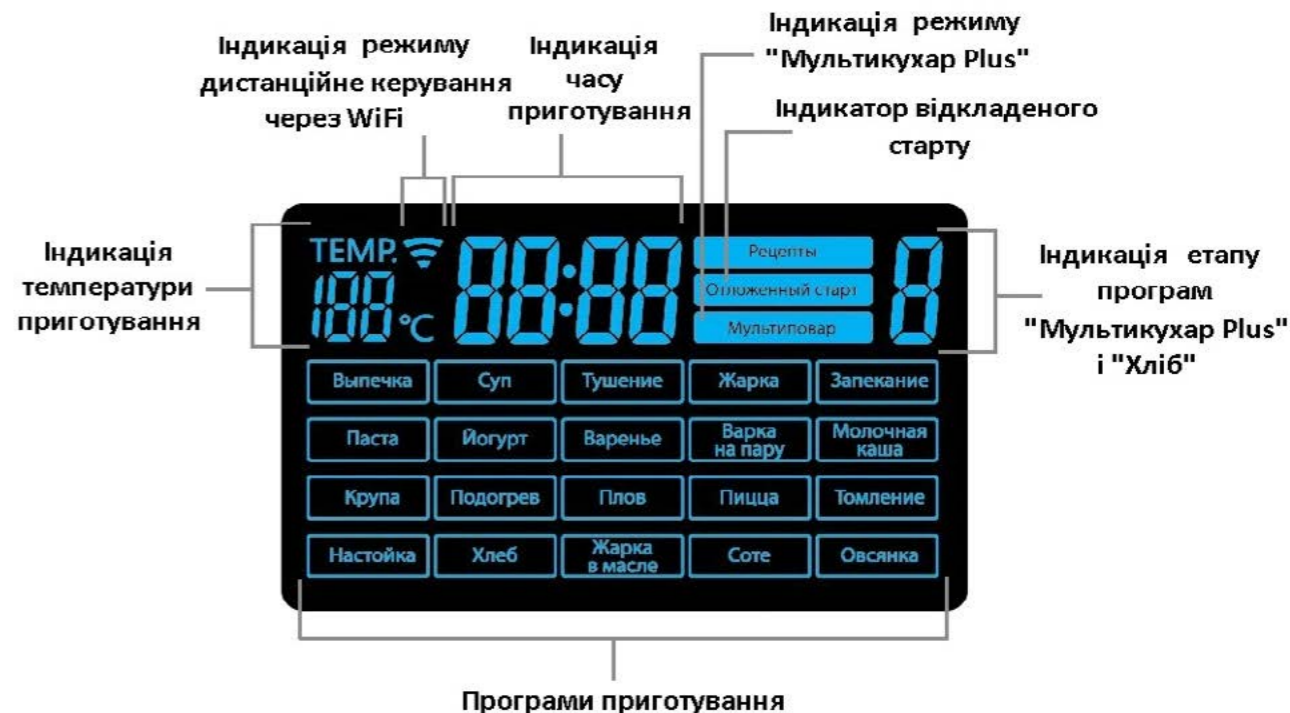 Індикація режиму
дистанційне керування
через WiFi
Індикація
часу
приготування
Індикація режиму
"Мультикухар Plus"
Індикатор відкладеного
старту
Індикація
температури
приготування
TEMP.
188 °C
88:88
Рецепты
Отложенный старт
Мультиповар
8
Індикація етапу
програм
"Мультикухар Plus"
і "Хліб"
Выпечка
Суп
Тушение
Жарка
Запекание
Паста
Йогурт
Варенье
Варка
на пару
Молочная
каша
Крупа
Подогрев
Плов
Пицца
Томление
Настойка
Хлеб
Жарка
в масле
Соте
Овсянка
Програми приготування